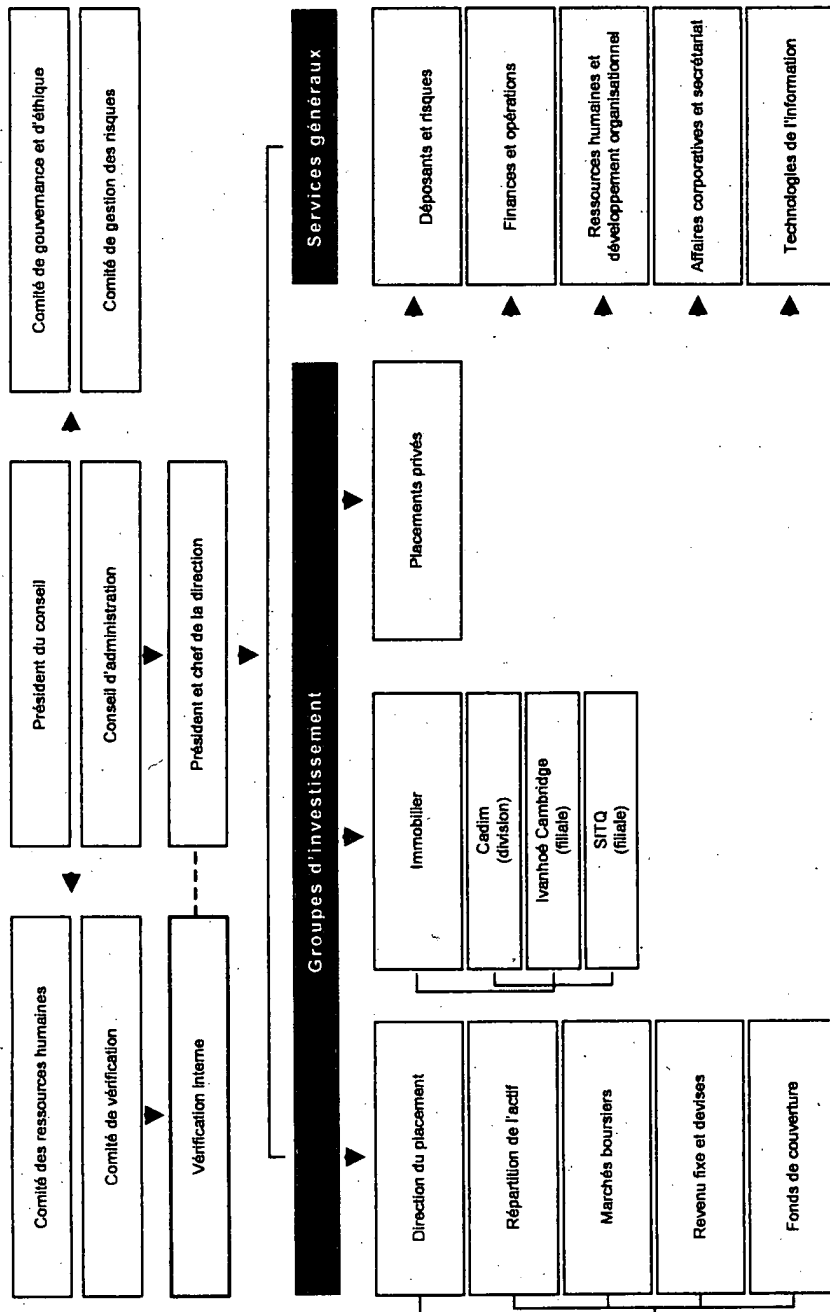 Comité des ressources humaines
Comité de vérification
Vérification interne
Président du conseil
Conseil d'administration
Président et chef de la direction
Comité de gouvernance et d'éthique
Comité de gestion des risques
Groupes d'investissement
Services généraux
Direction du placement
Répartition de l'actif
Marchés boursiers
Revenu fixe et devises
Fonds de couverture
Immobilier
Cadim
(division)
Ivanhoé Cambridge
(filiale)
SITQ
(filiale)
Placements privés
Déposants et risques
Finances et opérations
Ressources humaines et
développement organisationnel
Affaires corporatives et secrétariat
Technologies de l'information